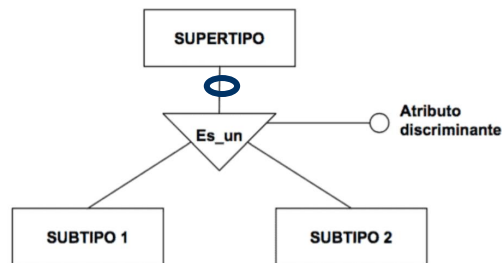 SUPERTIPO
Es_un
Atributo
discriminante
SUBTIPO 1
SUBTIPO 2